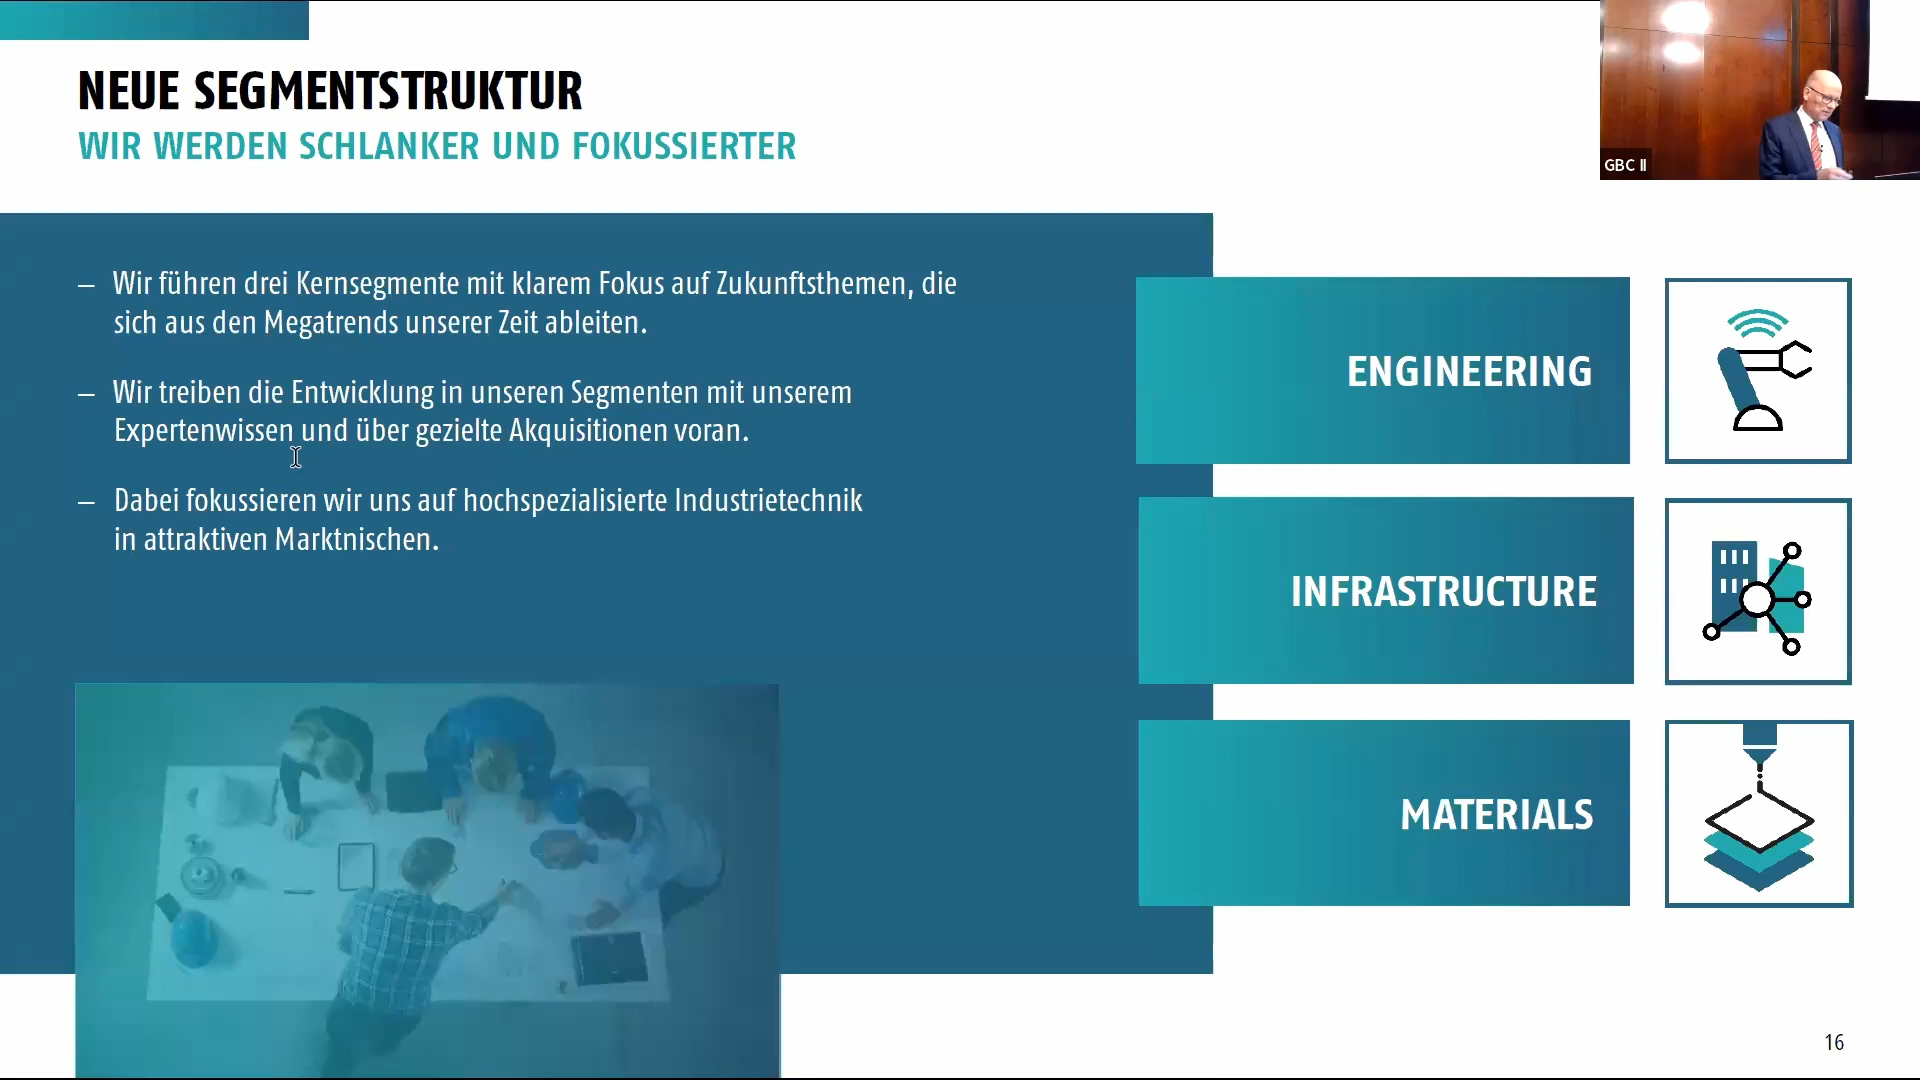 NEUE SEGMENTSTRUKTUR
WIR WERDEN SCHLANKER UND FOKUSSIERTER
GBC II
– Wir führen drei Kernsegmente mit klarem Fokus auf Zukunftsthemen, die
sich aus den Megatrends unserer Zeit ableiten.
– Wir treiben die Entwicklung in unseren Segmenten mit unserem
Expertenwissen und über gezielte Akquisitionen voran.
– Dabei fokussieren wir uns auf hochspezialisierte Industrietechnik
in attraktiven Marktnischen.
ENGINEERING
INFRASTRUCTURE
MATERIALS
16